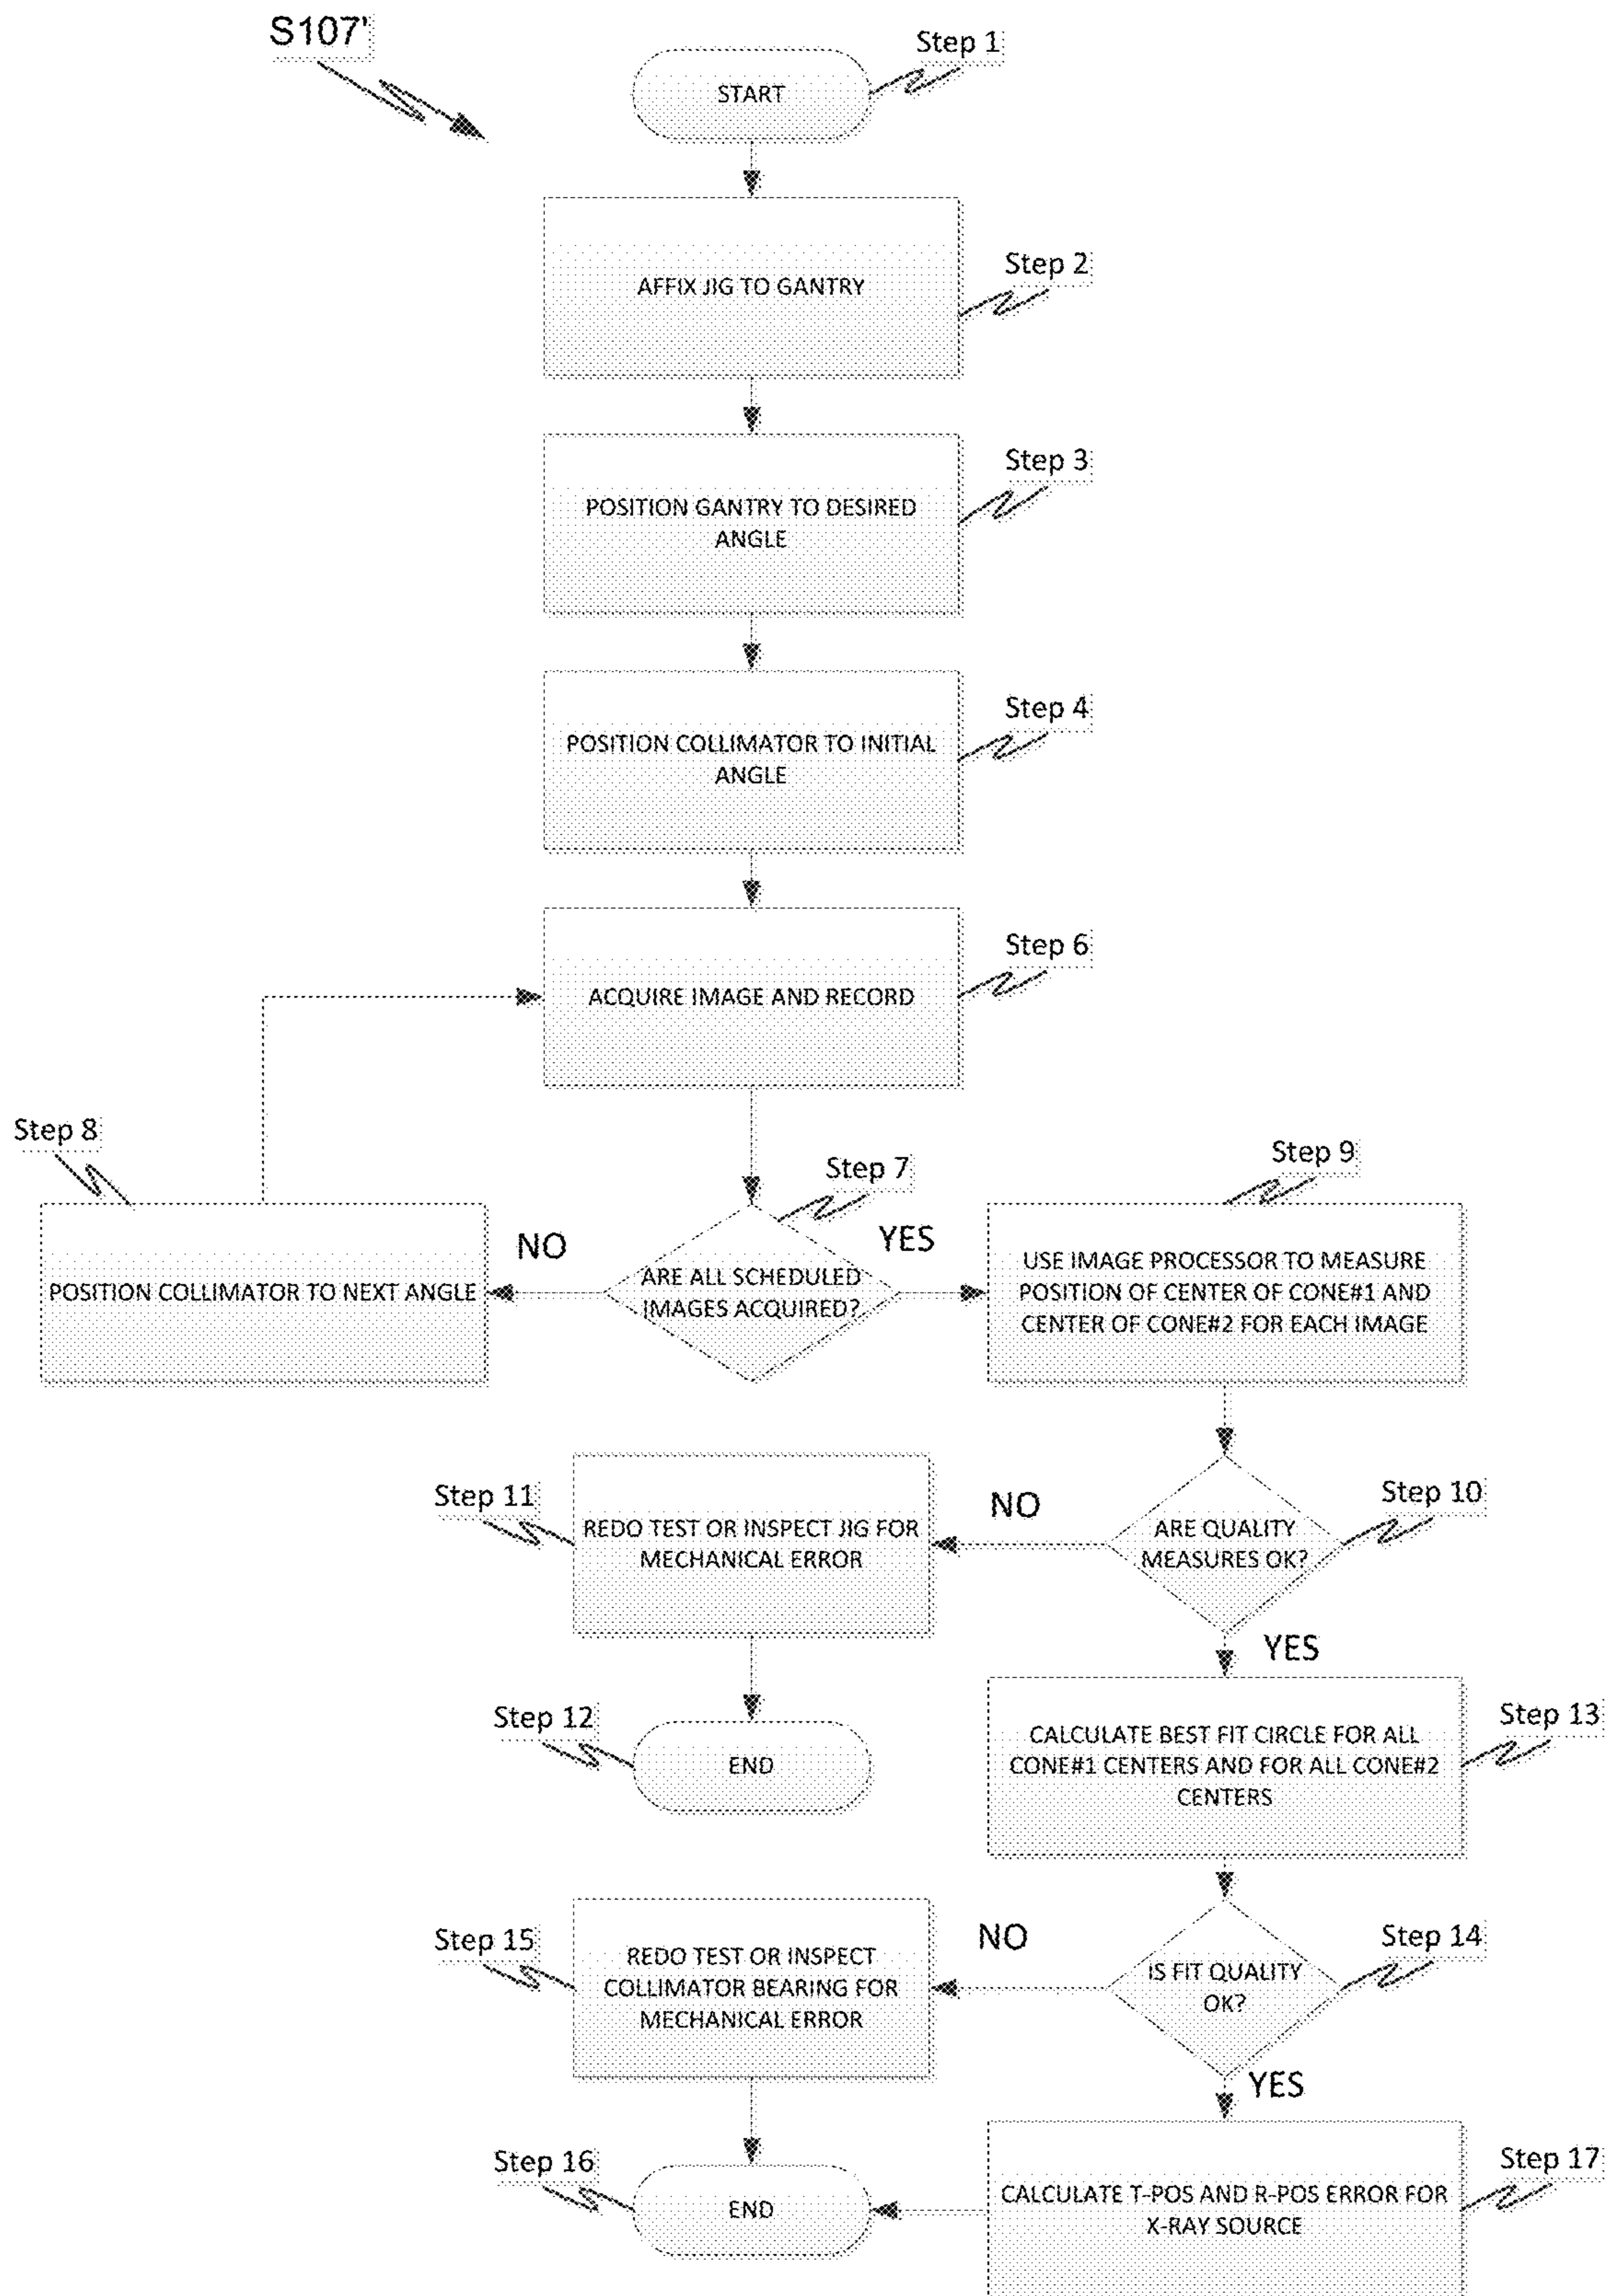 S107'
Step 1
START
Step 2
AFFIX JIG TO GANTRY
Step 3
POSITION GANTRY TO DESIRED
ANGLE
Step 4
POSITION COLLIMATOR TO INITIAL
ANGLE
Step 6
ACQUIRE IMAGE AND RECORD
Step 8
Step 7
Step 9
NO
YES
POSITION COLLIMATOR TO NEXT ANGLE
ARE ALL SCHEDULED
IMAGES ACQUIRED?
USE IMAGE PROCESSOR TO MEASURE
POSITION OF CENTER OF CONE#1 AND
CENTER OF CONE#2 FOR EACH IMAGE
Step 11
NO
Step 10
REDO TEST OR INSPECT JIG FOR
MECHANICAL ERROR
ARE QUALITY
MEASURES OK?
YES
Step 12
END
Step 13
CALCULATE BEST FIT CIRCLE FOR ALL
CONE#1 CENTERS AND FOR ALL CONE#2
CENTERS
Step 15
NO
Step 14
REDO TEST OR INSPECT
COLLIMATOR BEARING FOR
MECHANICAL ERROR
IS FIT QUALITY
OK?
YES
Step 16
END
Step 17
CALCULATE T-POS AND R-POS ERROR FOR
X-RAY SOURCE